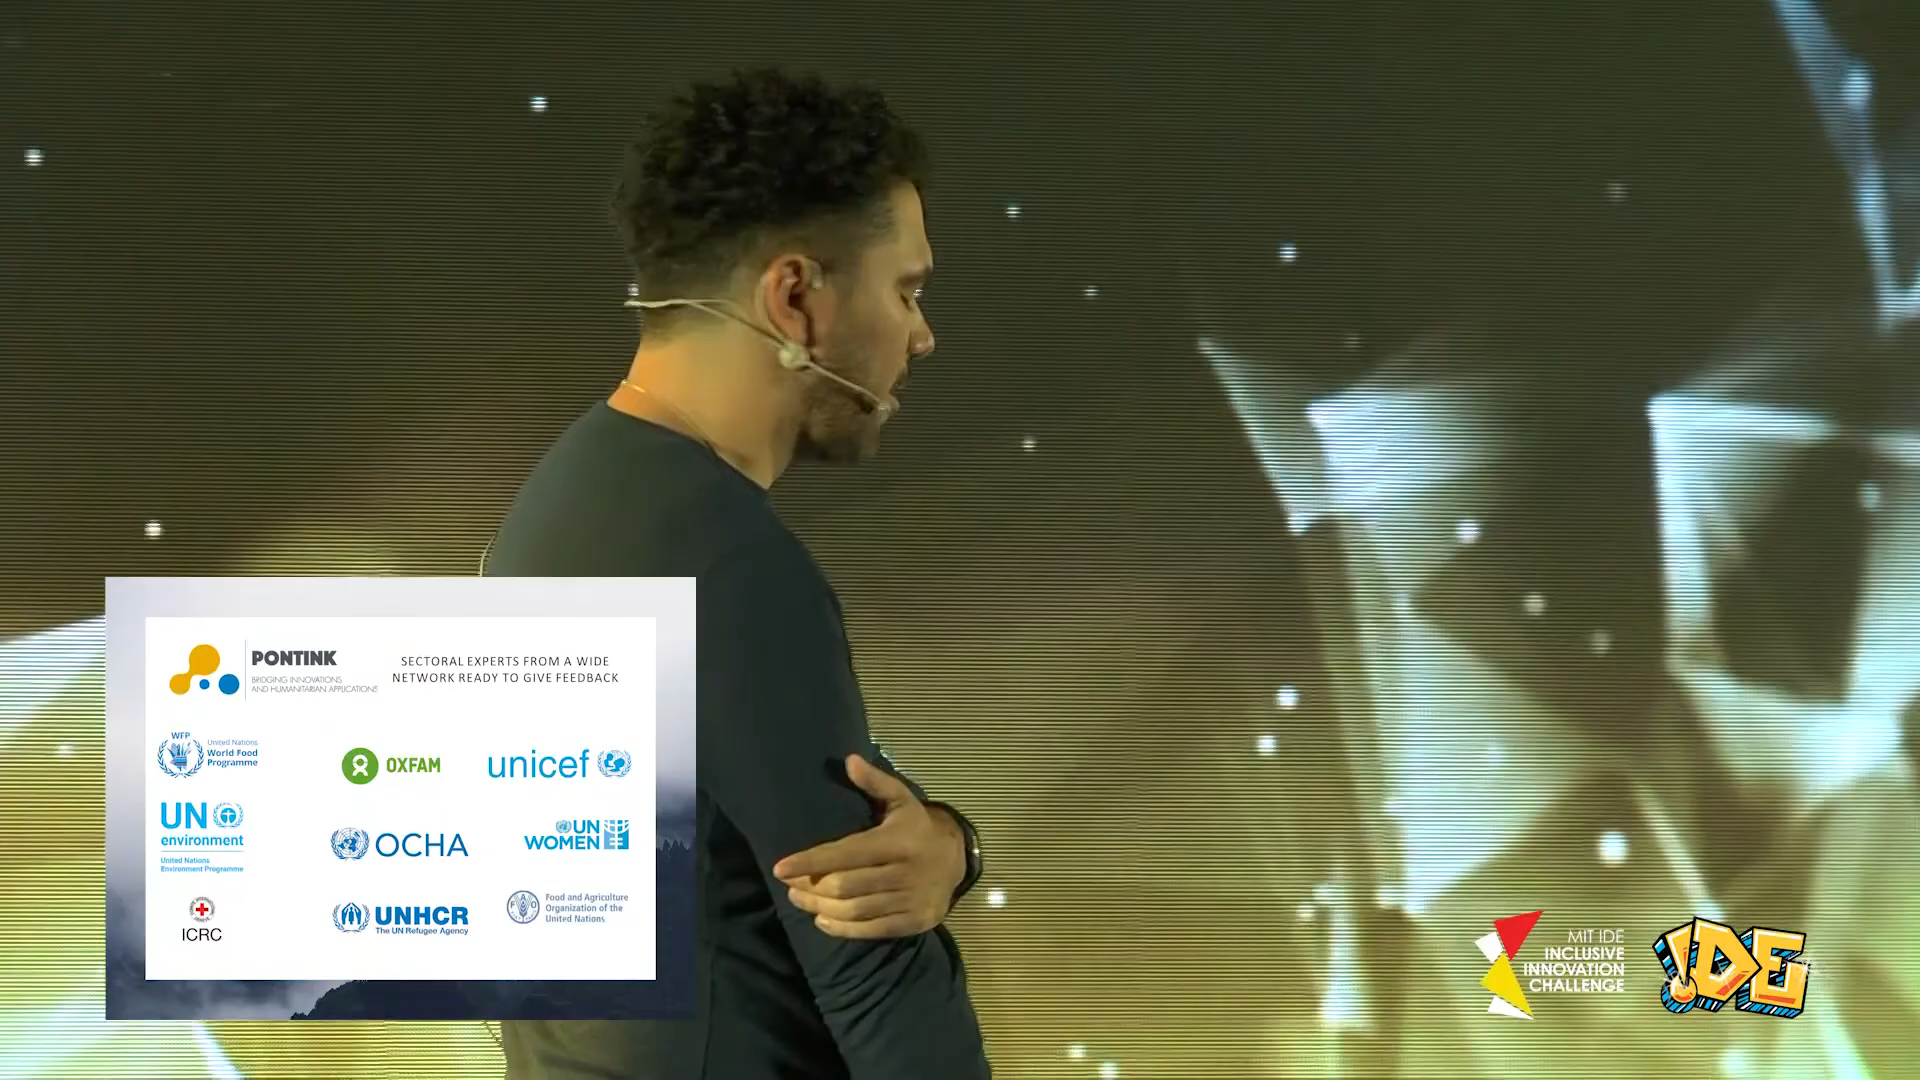 PONTINK
BRIDGING INNOVATIONS
AND HUMANITARIAN APPLICATIONS
SECTORAL EXPERTS FROM A WIDE
NETWORK READY TO GIVE FEEDBACK
WFP
United Nations
World Food
Programme
OXFAM
unicef
UN
environment
United Nations
Environment Programme
OCHA
UN
WOMEN
ICRC
UNHCR
The UN Refugee Agency
FAO
Food and Agriculture
Organization of the
United Nations
MIT IDE
INCLUSIVE
INNOVATION
CHALLENGE
!DE